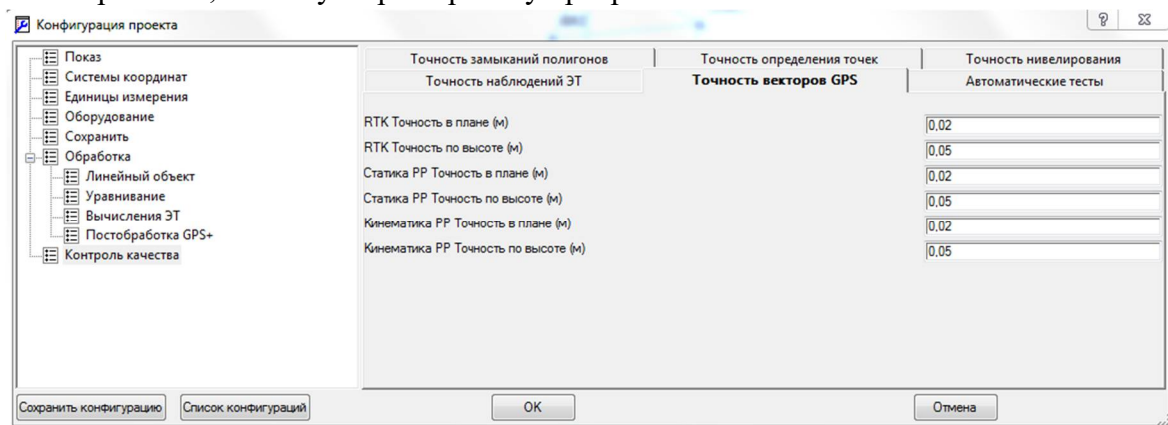 Конфигурация проекта
Показ
Системы координат
Единицы измерения
Оборудование
Сохранить
Обработка
Линейный объект
Уравнивание
Вычисления ЭТ
Постобработка GPS+
Контроль качества
Точность замыканий полигонов
Точность определения точек
Точность нивелирования
Точность наблюдений ЭТ
Точность векторов GPS
Автоматические тесты
RTK Точность в плане (м) 0,02
RTK Точность по высоте (м) 0,05
Статика PP Точность в плане (м) 0,02
Статика PP Точность по высоте (м) 0,05
Кинематика PP Точность в плане (м) 0,02
Кинематика PP Точность по высоте (м) 0,05
Сохранить конфигурацию
Список конфигураций
OK
Отмена